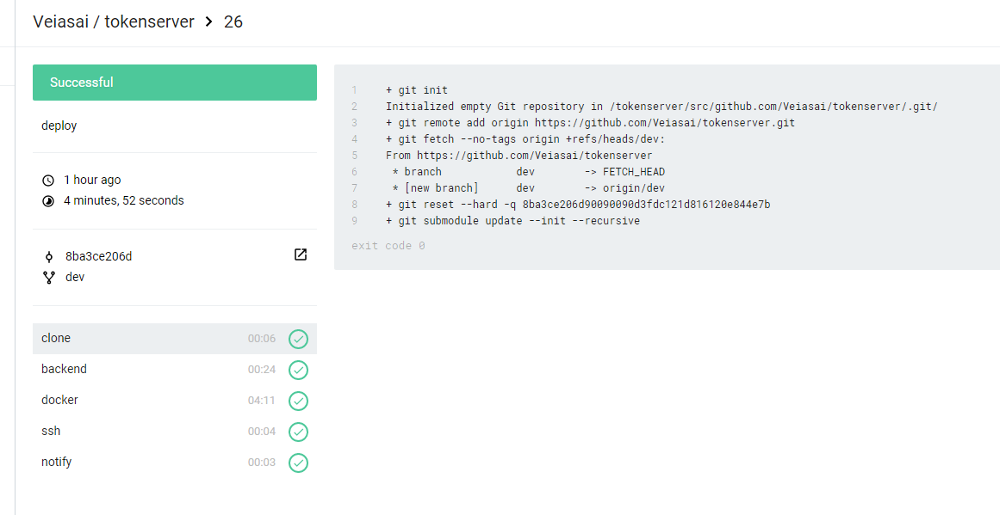 Veiasai / tokenserver > 26
Successful
deploy
1 hour ago
4 minutes, 52 seconds
8ba3ce206d
dev
clone 00:06
backend 00:24
docker 04:11
ssh 00:04
notify 00:03
1 + git init
2 Initialized empty Git repository in /tokenserver/src/github.com/Veiasai/tokenserver/.git/
3 + git remote add origin https://github.com/Veiasai/tokenserver.git
4 + git fetch --no-tags origin +refs/heads/dev:
5 From https://github.com/Veiasai/tokenserver
6 * branch dev -> FETCH_HEAD
7 * [new branch] dev -> origin/dev
8 + git reset --hard -q 8ba3ce206d90090090d3fdc121d816120e844e7b
9 + git submodule update --init --recursive
exit code 0